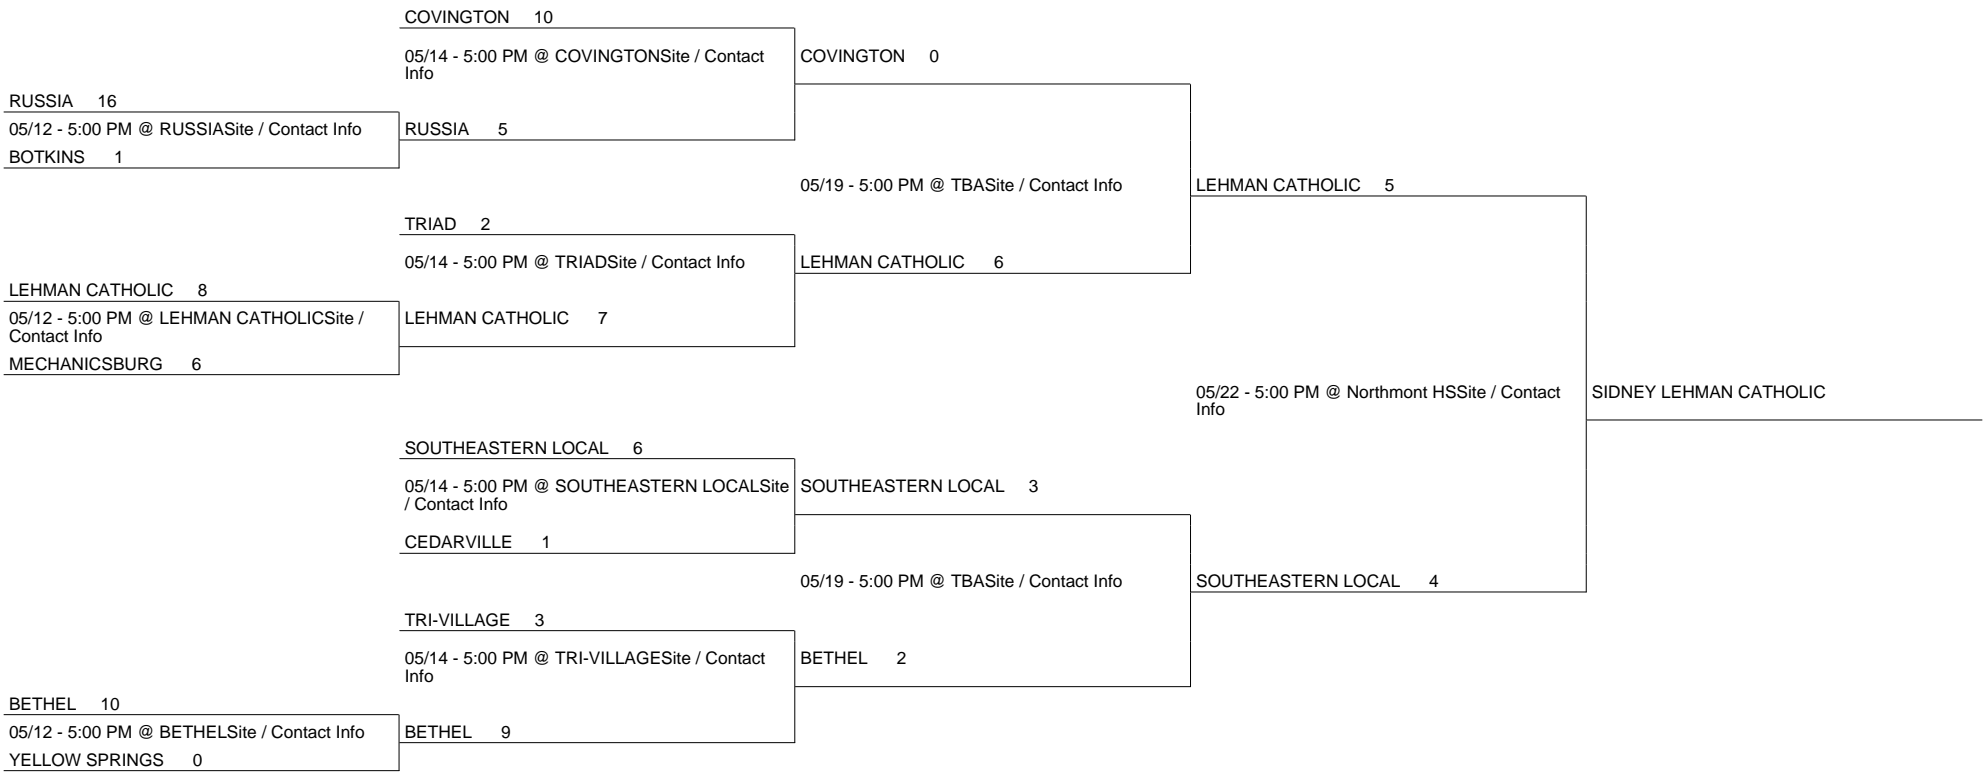 COVINGTON 10
05/14 - 5:00 PM @ COVINGTONSite / Contact
Info
COVINGTON 0
RUSSIA 16
05/12 - 5:00 PM @ RUSSIASite / Contact Info
RUSSIA 5
BOTKINS 1
05/19 - 5:00 PM @ TBASite / Contact Info
LEHMAN CATHOLIC 5
TRIAD 2
05/14 - 5:00 PM @ TRIADSite / Contact Info
LEHMAN CATHOLIC 6
LEHMAN CATHOLIC 8
05/12 - 5:00 PM @ LEHMAN CATHOLICSite /
Contact Info
LEHMAN CATHOLIC 7
MECHANICSBURG 6
05/22 - 5:00 PM @ Northmont HSSite / Contact
Info
SIDNEY LEHMAN CATHOLIC
SOUTHEASTERN LOCAL 6
05/14 - 5:00 PM @ SOUTHEASTERN LOCALSite
/ Contact Info
SOUTHEASTERN LOCAL 3
CEDARVILLE 1
05/19 - 5:00 PM @ TBASite / Contact Info
SOUTHEASTERN LOCAL 4
TRI-VILLAGE 3
05/14 - 5:00 PM @ TRI-VILLAGESite / Contact
Info
BETHEL 2
BETHEL 10
05/12 - 5:00 PM @ BETHELSite / Contact Info
BETHEL 9
YELLOW SPRINGS 0